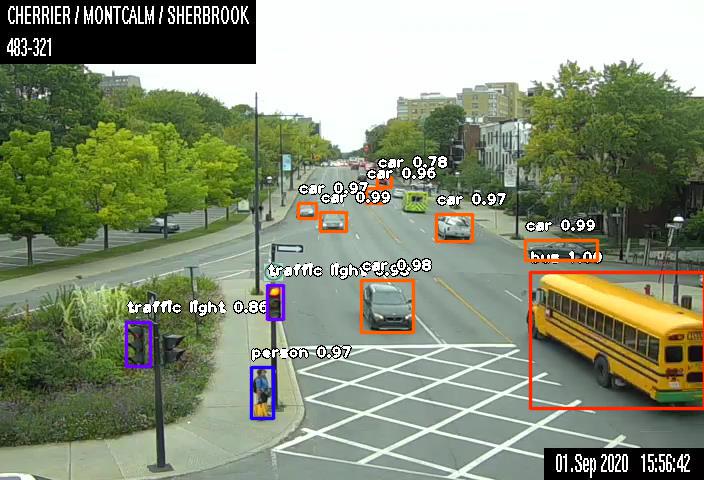 CHERRIER / MONTCALM / SHERBROOK
483-321
car 0.78
car 0.96
car 0.97
car 0.99
car 0.97
car 0.99
bus 1.00
traffic light
car 0.98
traffic light 0.86
person 0.97
01.Sep 2020 15:56:42